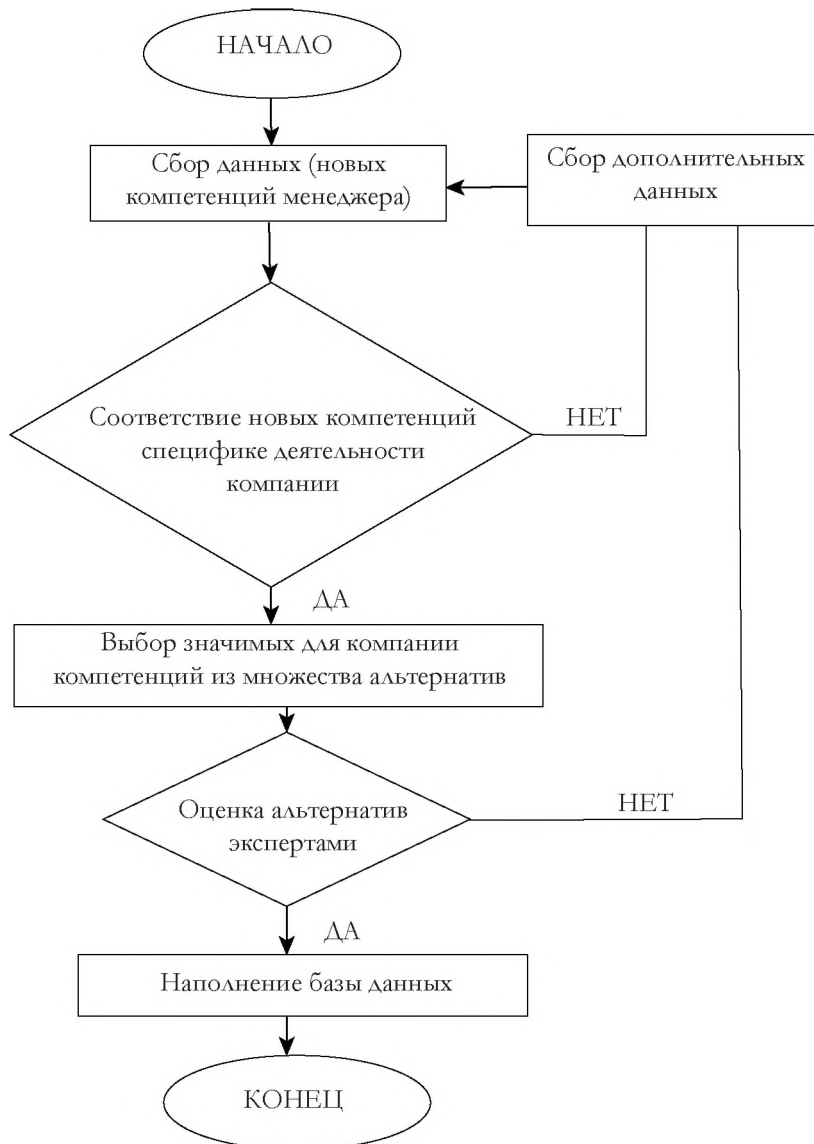 НАЧАЛО
Сбор данных (новых
компетенций менеджера)
Сбор дополнительных
данных
Соответствие новых компетенций
специфике деятельности
компании
НЕТ
ДА
Выбор значимых для компании
компетенций из множества альтернатив
Оценка альтернатив
экспертами
НЕТ
ДА
Наполнение базы данных
КОНЕЦ